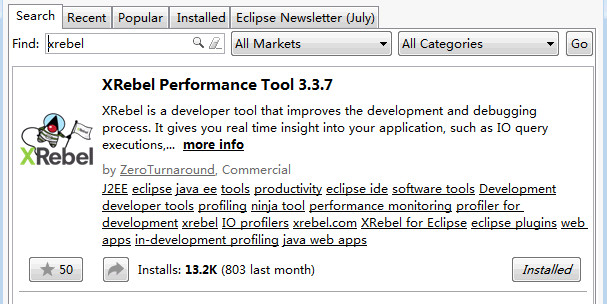 Search Recent Popular Installed Eclipse Newsletter (July)
Find: xrebel All Markets All Categories Go
XRebel Performance Tool 3.3.7
XRebel is a developer tool that improves the development and debugging
process. It gives you real time insight into your application, such as IO query
executions,... more info
XRebel
by ZeroTurnaround, Commercial
J2EE eclipse java ee tools productivity eclipse ide software tools Development
developer tools profiling ninja tool performance monitoring profiler for
development xrebel IO profilers xrebel.com XRebel for Eclipse eclipse plugins web
apps in-development profiling java web apps
50 Installs: 13.2K (803 last month) Installed